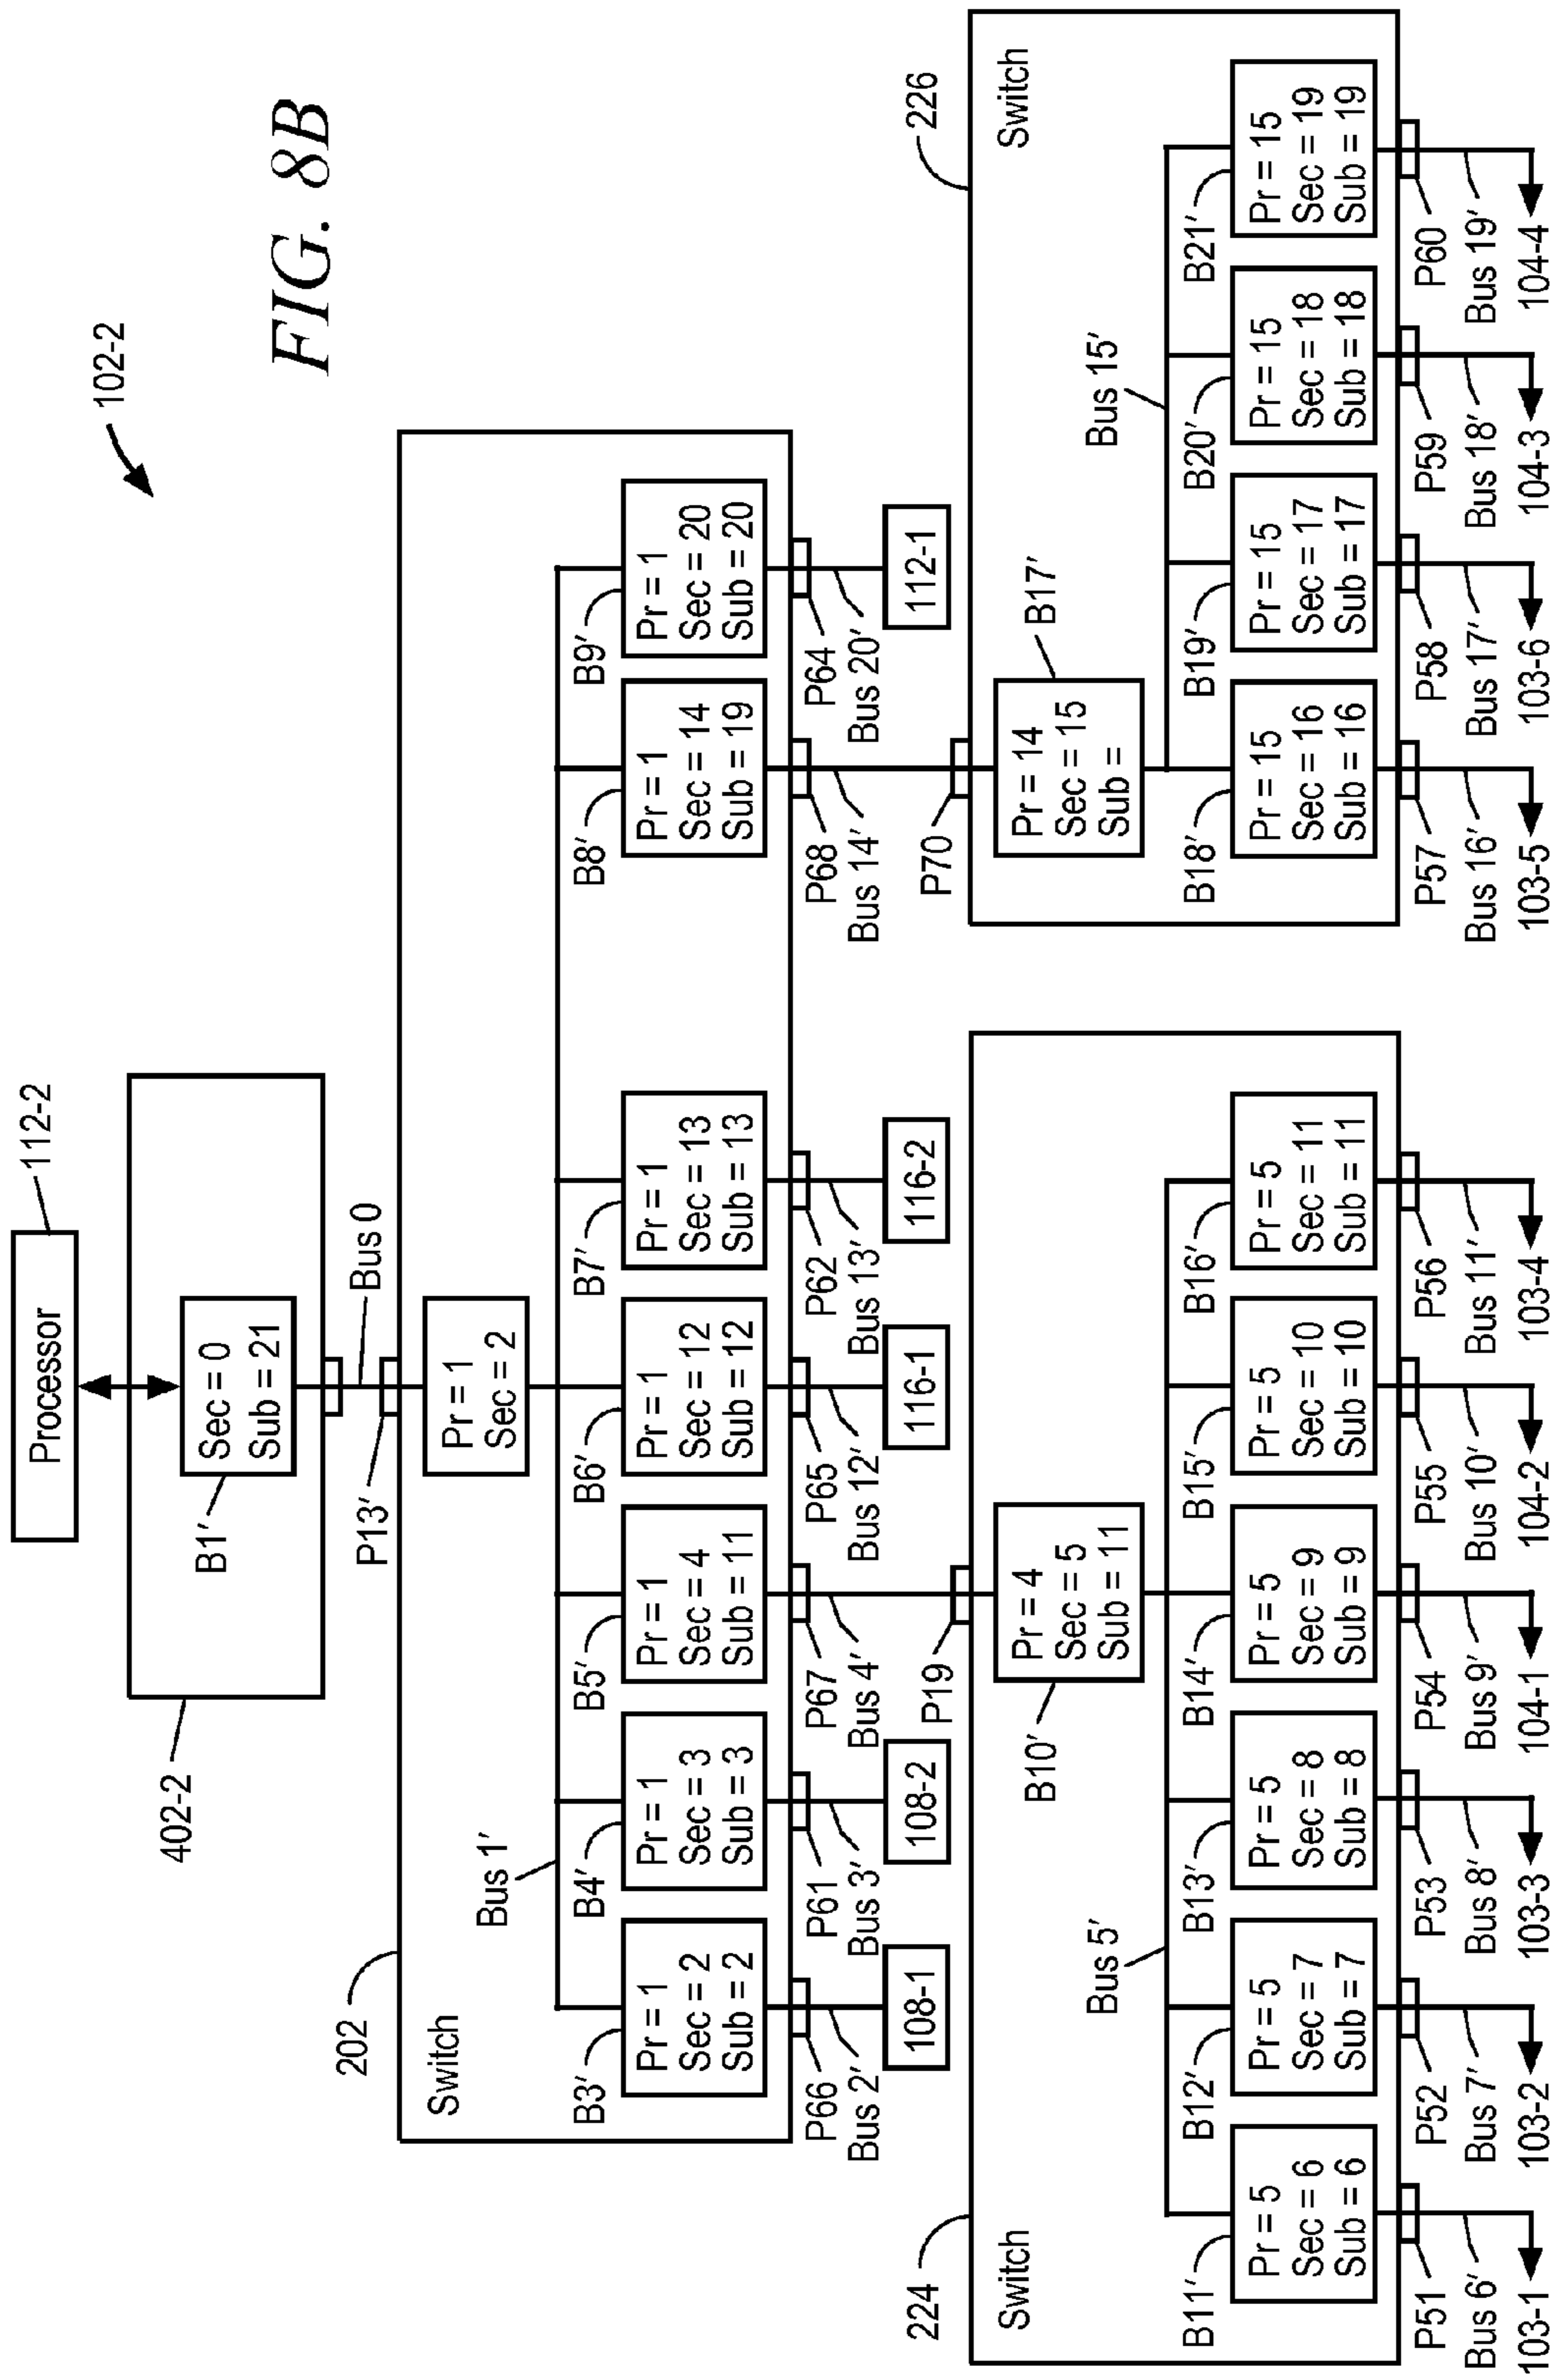 FIG. 8B
102-2
Processor
112-2
Sec = 0
Sub = 21
B1′
402-2
Bus 0
P13′
202
Switch
Pr = 1
Sec = 2
Bus 1′
B3′
Pr = 1
Sec = 2
Sub = 2
B4′
Pr = 1
Sec = 3
Sub = 3
B5′
Pr = 1
Sec = 4
Sub = 11
B6′
Pr = 1
Sec = 12
Sub = 12
B7′
Pr = 1
Sec = 13
Sub = 13
B8′
Pr = 1
Sec = 14
Sub = 19
B9′
Pr = 1
Sec = 20
Sub = 20
P66
Bus 2′
108-1
P61
Bus 3′
108-2
P67
Bus 4′
P65
Bus 12′
116-1
P62
Bus 13′
116-2
P68
Bus 14′
P64
Bus 20′
112-1
224
Switch
P19
Pr = 4
Sec = 5
Sub = 11
B10′
Bus 5′
B11′
Pr = 5
Sec = 6
Sub = 6
B12′
Pr = 5
Sec = 7
Sub = 7
B13′
Pr = 5
Sec = 8
Sub = 8
B14′
Pr = 5
Sec = 9
Sub = 9
B15′
Pr = 5
Sec = 10
Sub = 10
B16′
Pr = 5
Sec = 11
Sub = 11
P51
Bus 6′
103-1
P52
Bus 7′
103-2
P53
Bus 8′
103-3
P54
Bus 9′
104-1
P55
Bus 10′
104-2
P56
Bus 11′
103-4
226
Switch
P70
Pr = 14
Sec = 15
Sub =
B17′
Bus 15′
B18′
Pr = 15
Sec = 16
Sub = 16
B19′
Pr = 15
Sec = 17
Sub = 17
B20′
Pr = 15
Sec = 18
Sub = 18
B21′
Pr = 15
Sec = 19
Sub = 19
P57
Bus 16′
103-5
P58
Bus 17′
103-6
P59
Bus 18′
104-3
P60
Bus 19′
104-4